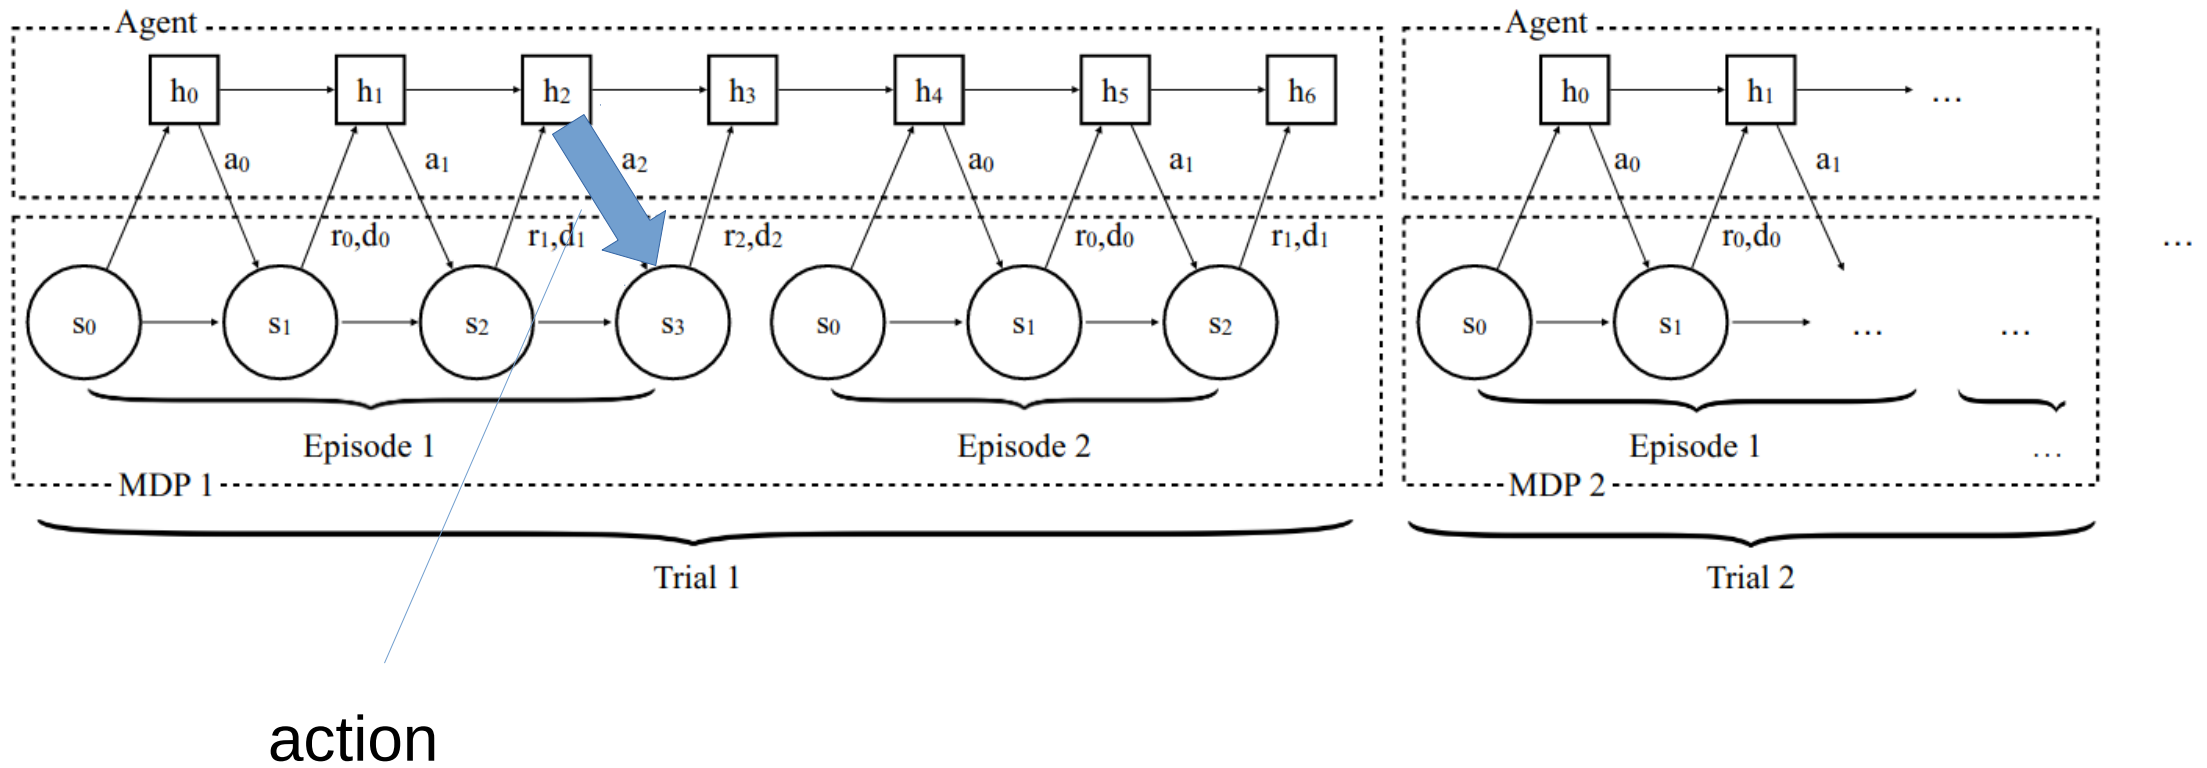 Agent Agent
h0 h1 h2 h3 h4 h5 h6 h0 h1 ...
a0 a1 a2 a0 a1 a0 a1
r0,d0 r1,d1 r2,d2 r0,d0 r1,d1 r0,d0 ...
s0 s1 s2 s3 s0 s1 s2 s0 s1 ... ...
Episode 1 Episode 2 Episode 1 ...
MDP 1 MDP 2
Trial 1 Trial 2
action